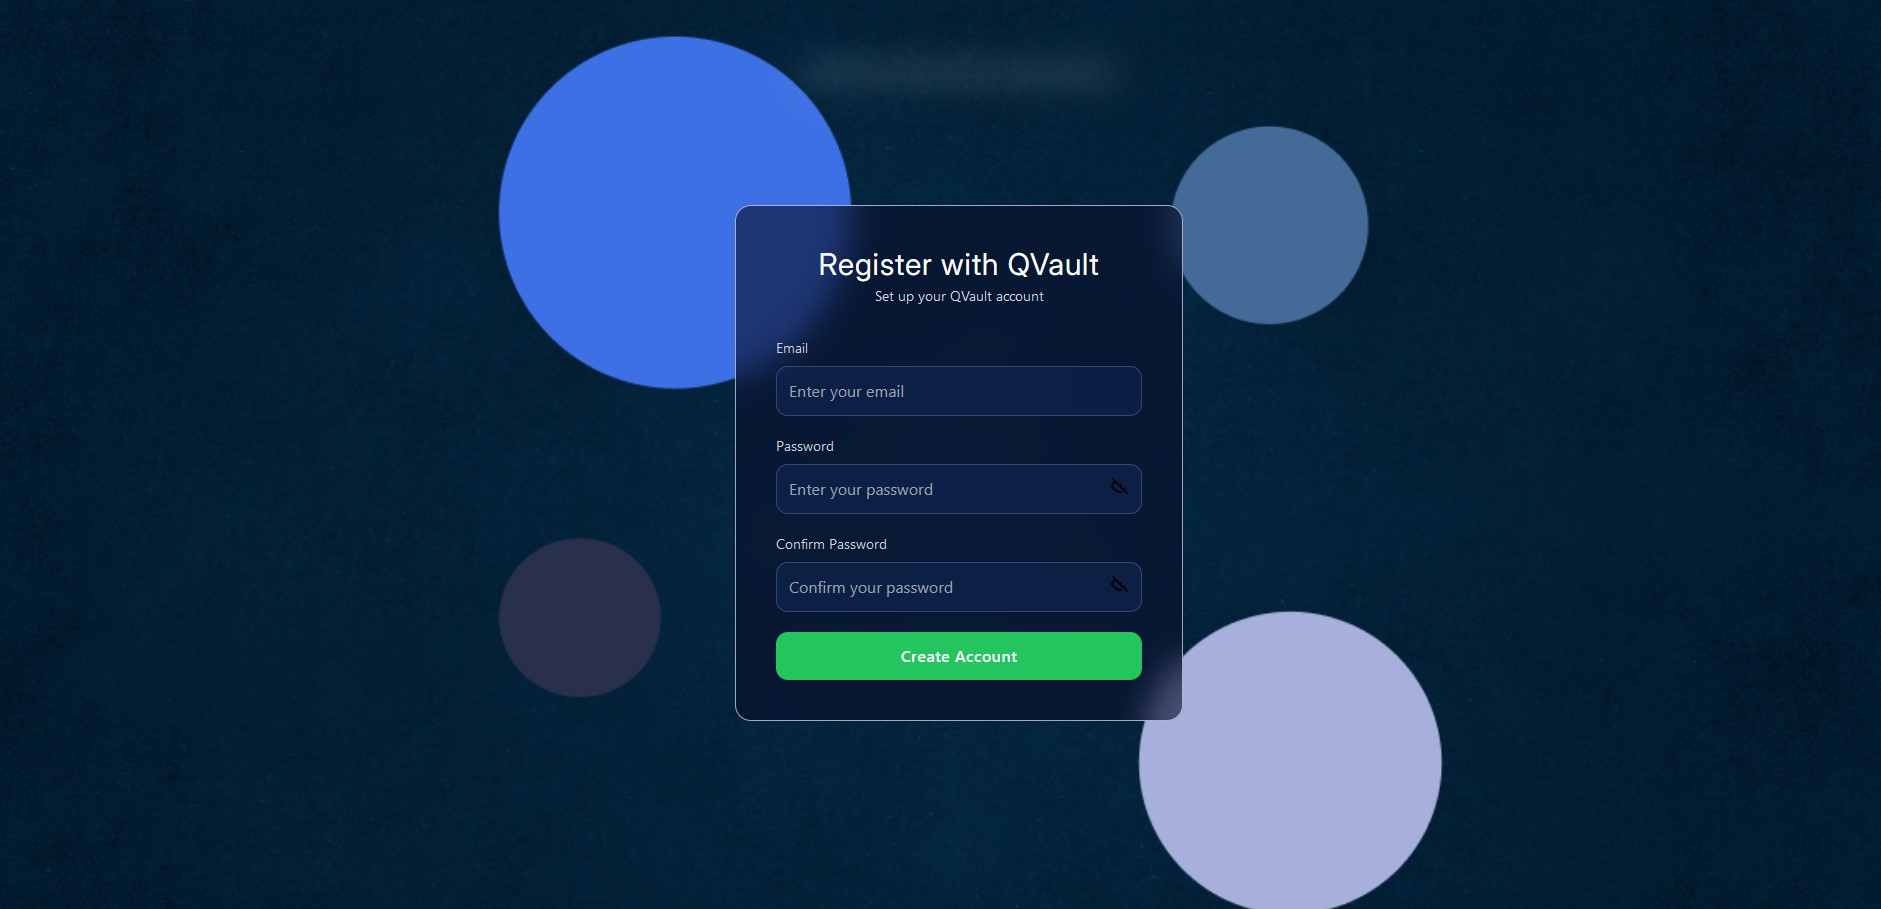 Register with QVault
Set up your QVault account
Email
Enter your email
Password
Enter your password
Confirm Password
Confirm your password
Create Account